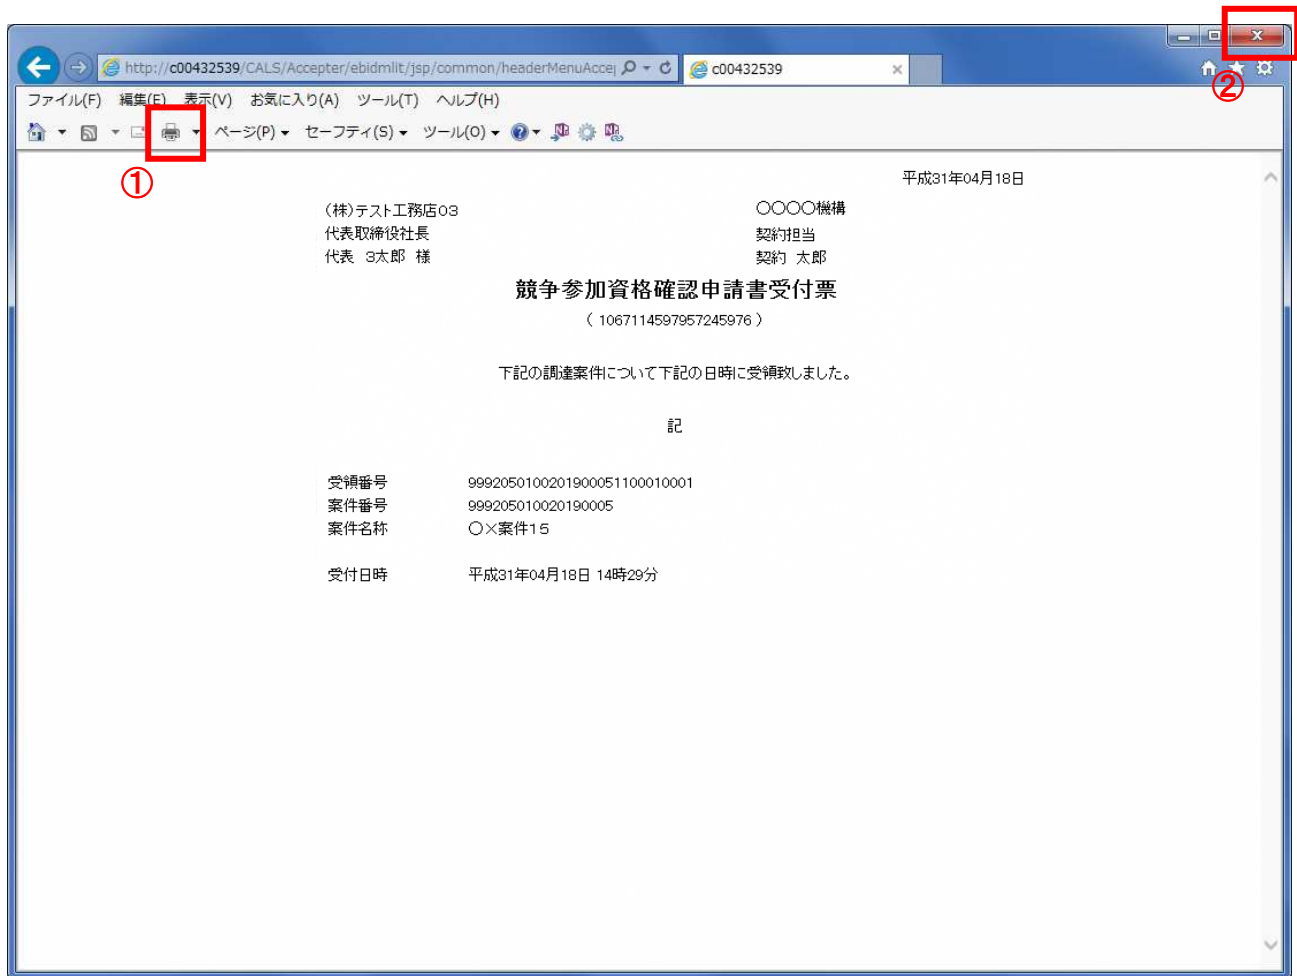 http://c00432539/CALS/Accepter/ebidmlit/jsp/common/headerMenuAccep
c00432539
②
ファイル(F) 編集(E) 表示(V) お気に入り(A) ツール(T) ヘルプ(H)
ページ(P) セーフティ(S) ツール(O)
①
平成31年04月18日
(株)テスト工務店03
〇〇〇〇機構
代表取締役社長
契約担当
代表 3太郎 様
契約 太郎
競争参加資格確認申請書受付票
( 1067114597957245976 )
下記の調達案件について下記の日時に受領致しました。
記
受領番号 9992050100201900051100010001
案件番号 999205010020190005
案件名称 〇×案件15
受付日時 平成31年04月18日 14時29分